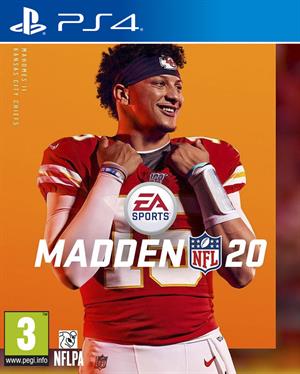 PS4
MAHOMES II
KANSAS CITY CHIEFS
EA
SPORTS
MADDEN NFL 20
3
www.pegi.info
NFLPA